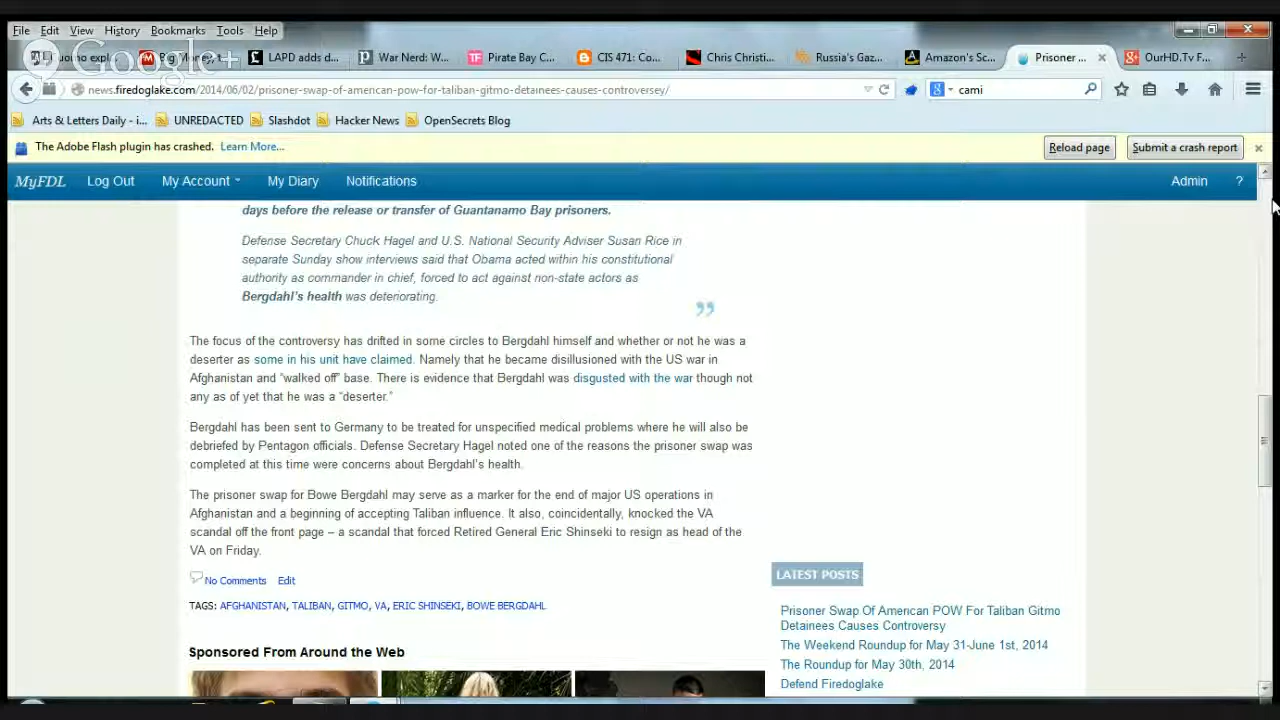 File Edit View History Bookmarks Tools Help
Google+
LAPD adds d... War Nerd: W... Pirate Bay C... CIS 471: Co... Chris Christi... Russia's Gaz... Amazon's Sc... Prisoner ... OurHD.Tv F...
news.firedoglake.com/2014/06/02/prisoner-swap-of-american-pow-for-taliban-gitmo-detainees-causes-controversey/ cami
Arts & Letters Daily - i... UNREDACTED Slashdot Hacker News OpenSecrets Blog
The Adobe Flash plugin has crashed. Learn More... Reload page Submit a crash report
MyFDL Log Out My Account My Diary Notifications Admin ?
days before the release or transfer of Guantanamo Bay prisoners.
Defense Secretary Chuck Hagel and U.S. National Security Adviser Susan Rice in
separate Sunday show interviews said that Obama acted within his constitutional
authority as commander in chief, forced to act against non-state actors as
Bergdahl's health was deteriorating.
”
The focus of the controversy has drifted in some circles to Bergdahl himself and whether or not he was a
deserter as some in his unit have claimed. Namely that he became disillusioned with the US war in
Afghanistan and “walked off” base. There is evidence that Bergdahl was disgusted with the war though not
any as of yet that he was a “deserter.”
Bergdahl has been sent to Germany to be treated for unspecified medical problems where he will also be
debriefed by Pentagon officials. Defense Secretary Hagel noted one of the reasons the prisoner swap was
completed at this time were concerns about Bergdahl's health.
The prisoner swap for Bowe Bergdahl may serve as a marker for the end of major US operations in
Afghanistan and a beginning of accepting Taliban influence. It also, coincidentally, knocked the VA
scandal off the front page – a scandal that forced Retired General Eric Shinseki to resign as head of the
VA on Friday.
No Comments Edit
TAGS: AFGHANISTAN, TALIBAN, GITMO, VA, ERIC SHINSEKI, BOWE BERGDAHL
Sponsored From Around the Web
LATEST POSTS
Prisoner Swap Of American POW For Taliban Gitmo
Detainees Causes Controversy
The Weekend Roundup for May 31-June 1st, 2014
The Roundup for May 30th, 2014
Defend Firedoglake